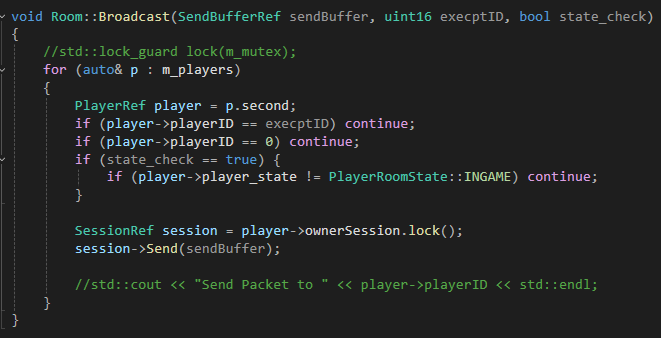 void Room::Broadcast(SendBufferRef sendBuffer, uint16 execptID, bool state_check)
{
    //std::lock_guard lock(m_mutex);
    for (auto& p : m_players)
    {
        PlayerRef player = p.second;
        if (player->playerID == execptID) continue;
        if (player->playerID == 0) continue;
        if (state_check == true) {
            if (player->player_state != PlayerRoomState::INGAME) continue;
        }

        SessionRef session = player->ownerSession.lock();
        session->Send(sendBuffer);

        //std::cout << "Send Packet to " << player->playerID << std::endl;
    }
}